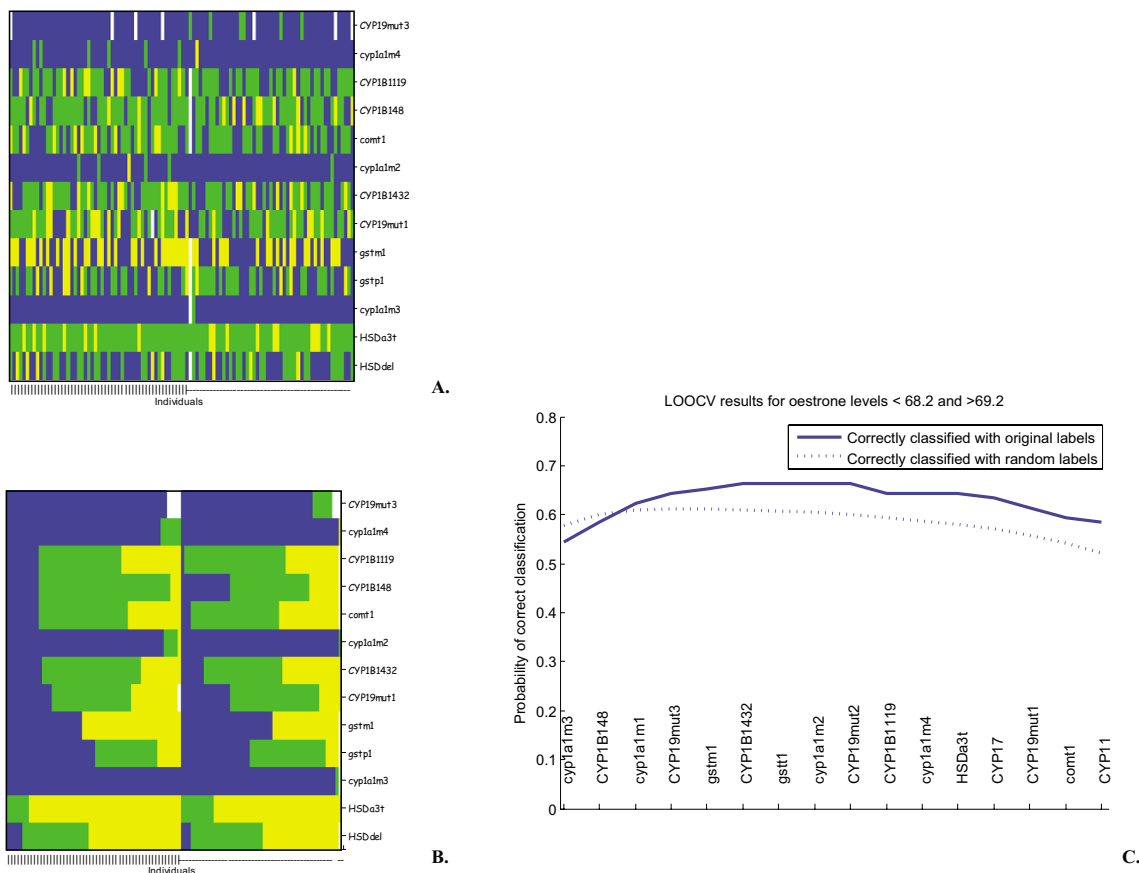 CYP19mut3
cyp1a1m4
CYP1B1119
CYP1B148
comt1
cyp1a1m2
CYP1B1432
CYP19mut1
gstm1
gstp1
cyp1a1m3
HSDa3t
HSDdel
Individuals
A.
CYP19mut3
cyp1a1m4
CYP1B1119
CYP1B148
comt1
cyp1a1m2
CYP1B1432
CYP19mut1
gstm1
gstp1
cyp1a1m3
HSDa3t
HSDdel
Individuals
B.
LOOCV results for oestrone levels < 68.2 and >69.2
Correctly classified with original labels
Correctly classified with random labels
Probability of correct classification
0.8
0.7
0.6
0.5
0.4
0.3
0.2
0.1
0
cyp1a1m3
CYP1B148
cyp1a1m1
CYP19mut3
gstm1
CYP1B1432
gstt1
cyp1a1m2
CYP19mut2
CYP1B1119
cyp1a1m4
HSDa3t
CYP17
CYP19mut1
comt1
CYP11
C.